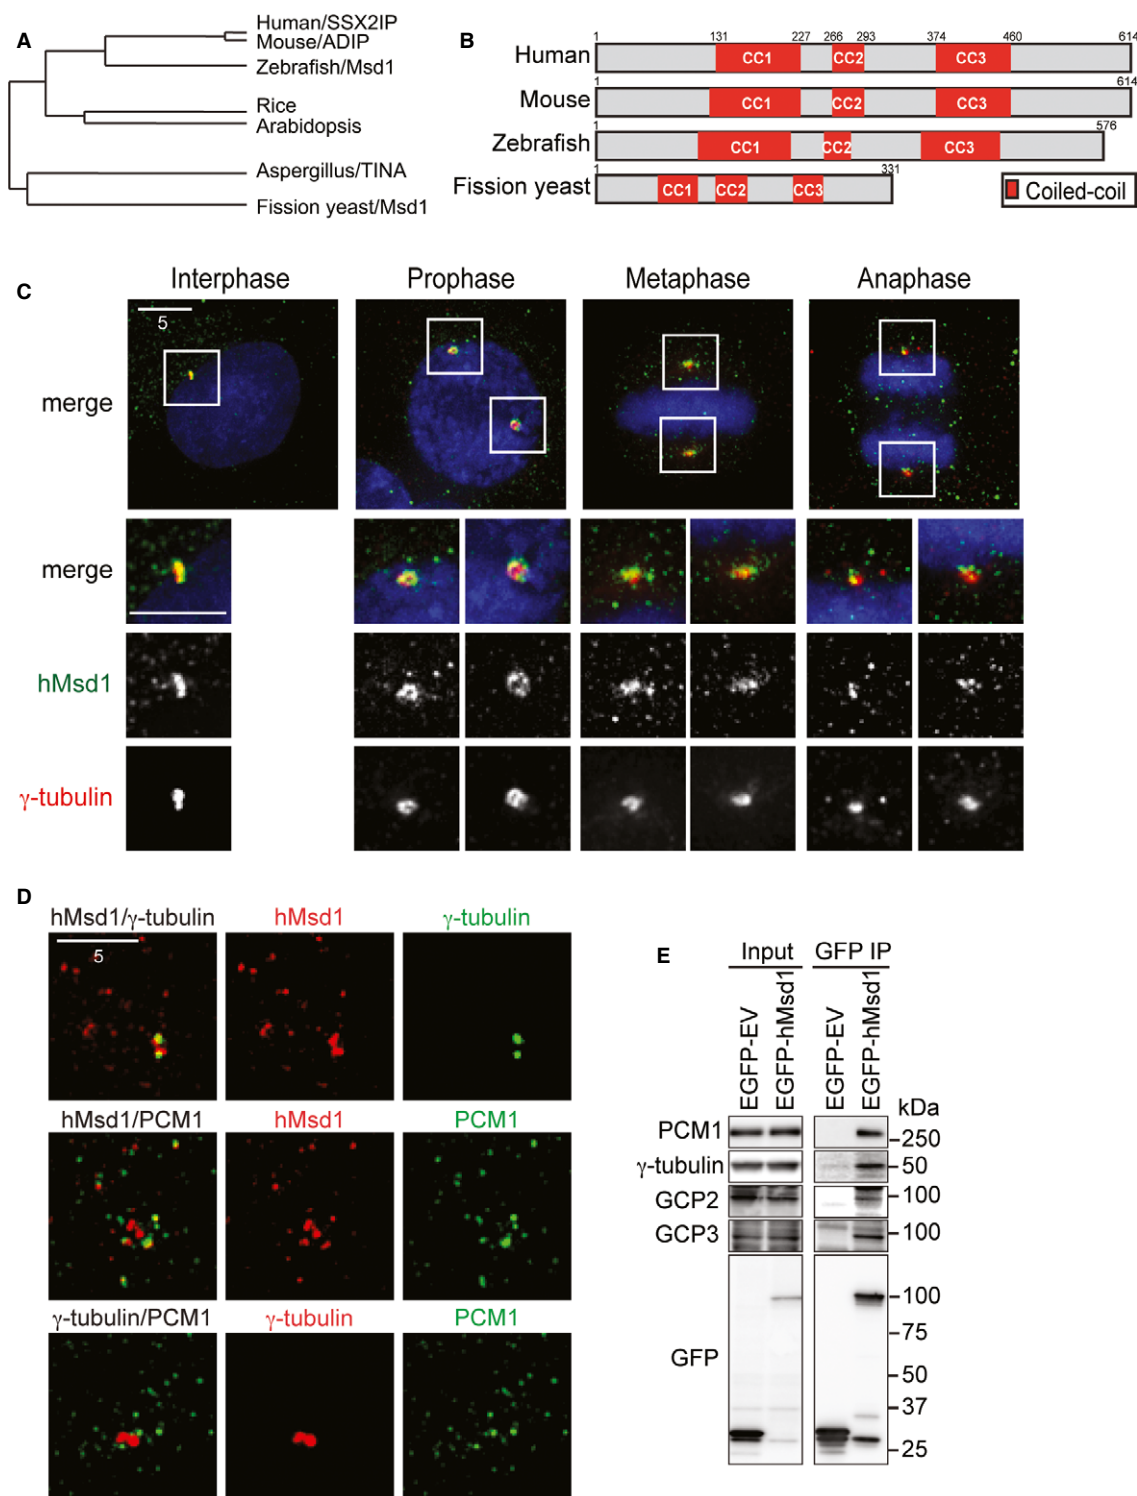 A
Human/SSX2IP
Mouse/ADIP
Zebrafish/Msd1
Rice
Arabidopsis
Aspergillus/TINA
Fission yeast/Msd1
B
1 131 227 266 293 374 460 614
Human CC1 CC2 CC3
1 614
Mouse CC1 CC2 CC3
1 576
Zebrafish CC1 CC2 CC3
1 331
Fission yeast CC1 CC2 CC3
Coiled-coil
C
Interphase Prophase Metaphase Anaphase
5
merge
merge
hMsd1
γ-tubulin
D
hMsd1/γ-tubulin hMsd1 γ-tubulin
5
hMsd1/PCM1 hMsd1 PCM1
γ-tubulin/PCM1 γ-tubulin PCM1
E
Input GFP IP
EGFP-EV EGFP-hMsd1 EGFP-EV EGFP-hMsd1
kDa
PCM1 250
γ-tubulin 50
GCP2 100
GCP3 100
GFP
100
75
50
37
25